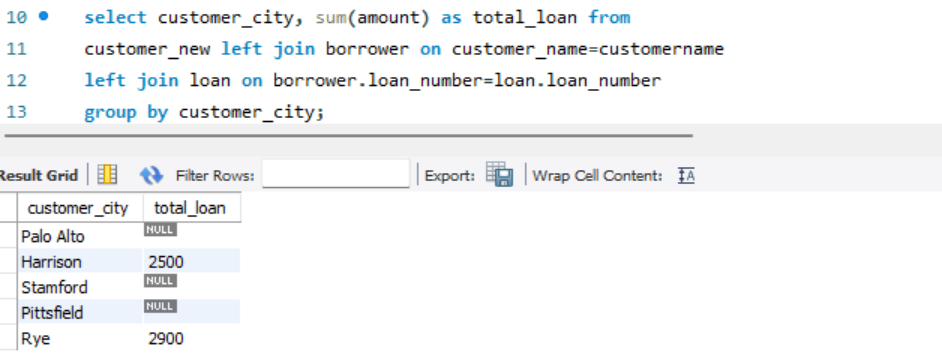 10 select customer_city, sum(amount) as total_loan from
11 customer_new left join borrower on customer_name=customername
12 left join loan on borrower.loan_number=loan.loan_number
13 group by customer_city;
Result Grid Filter Rows: Export: Wrap Cell Content: IA
customer_city total_loan
Palo Alto NULL
Harrison 2500
Stamford NULL
Pittsfield NULL
Rye 2900